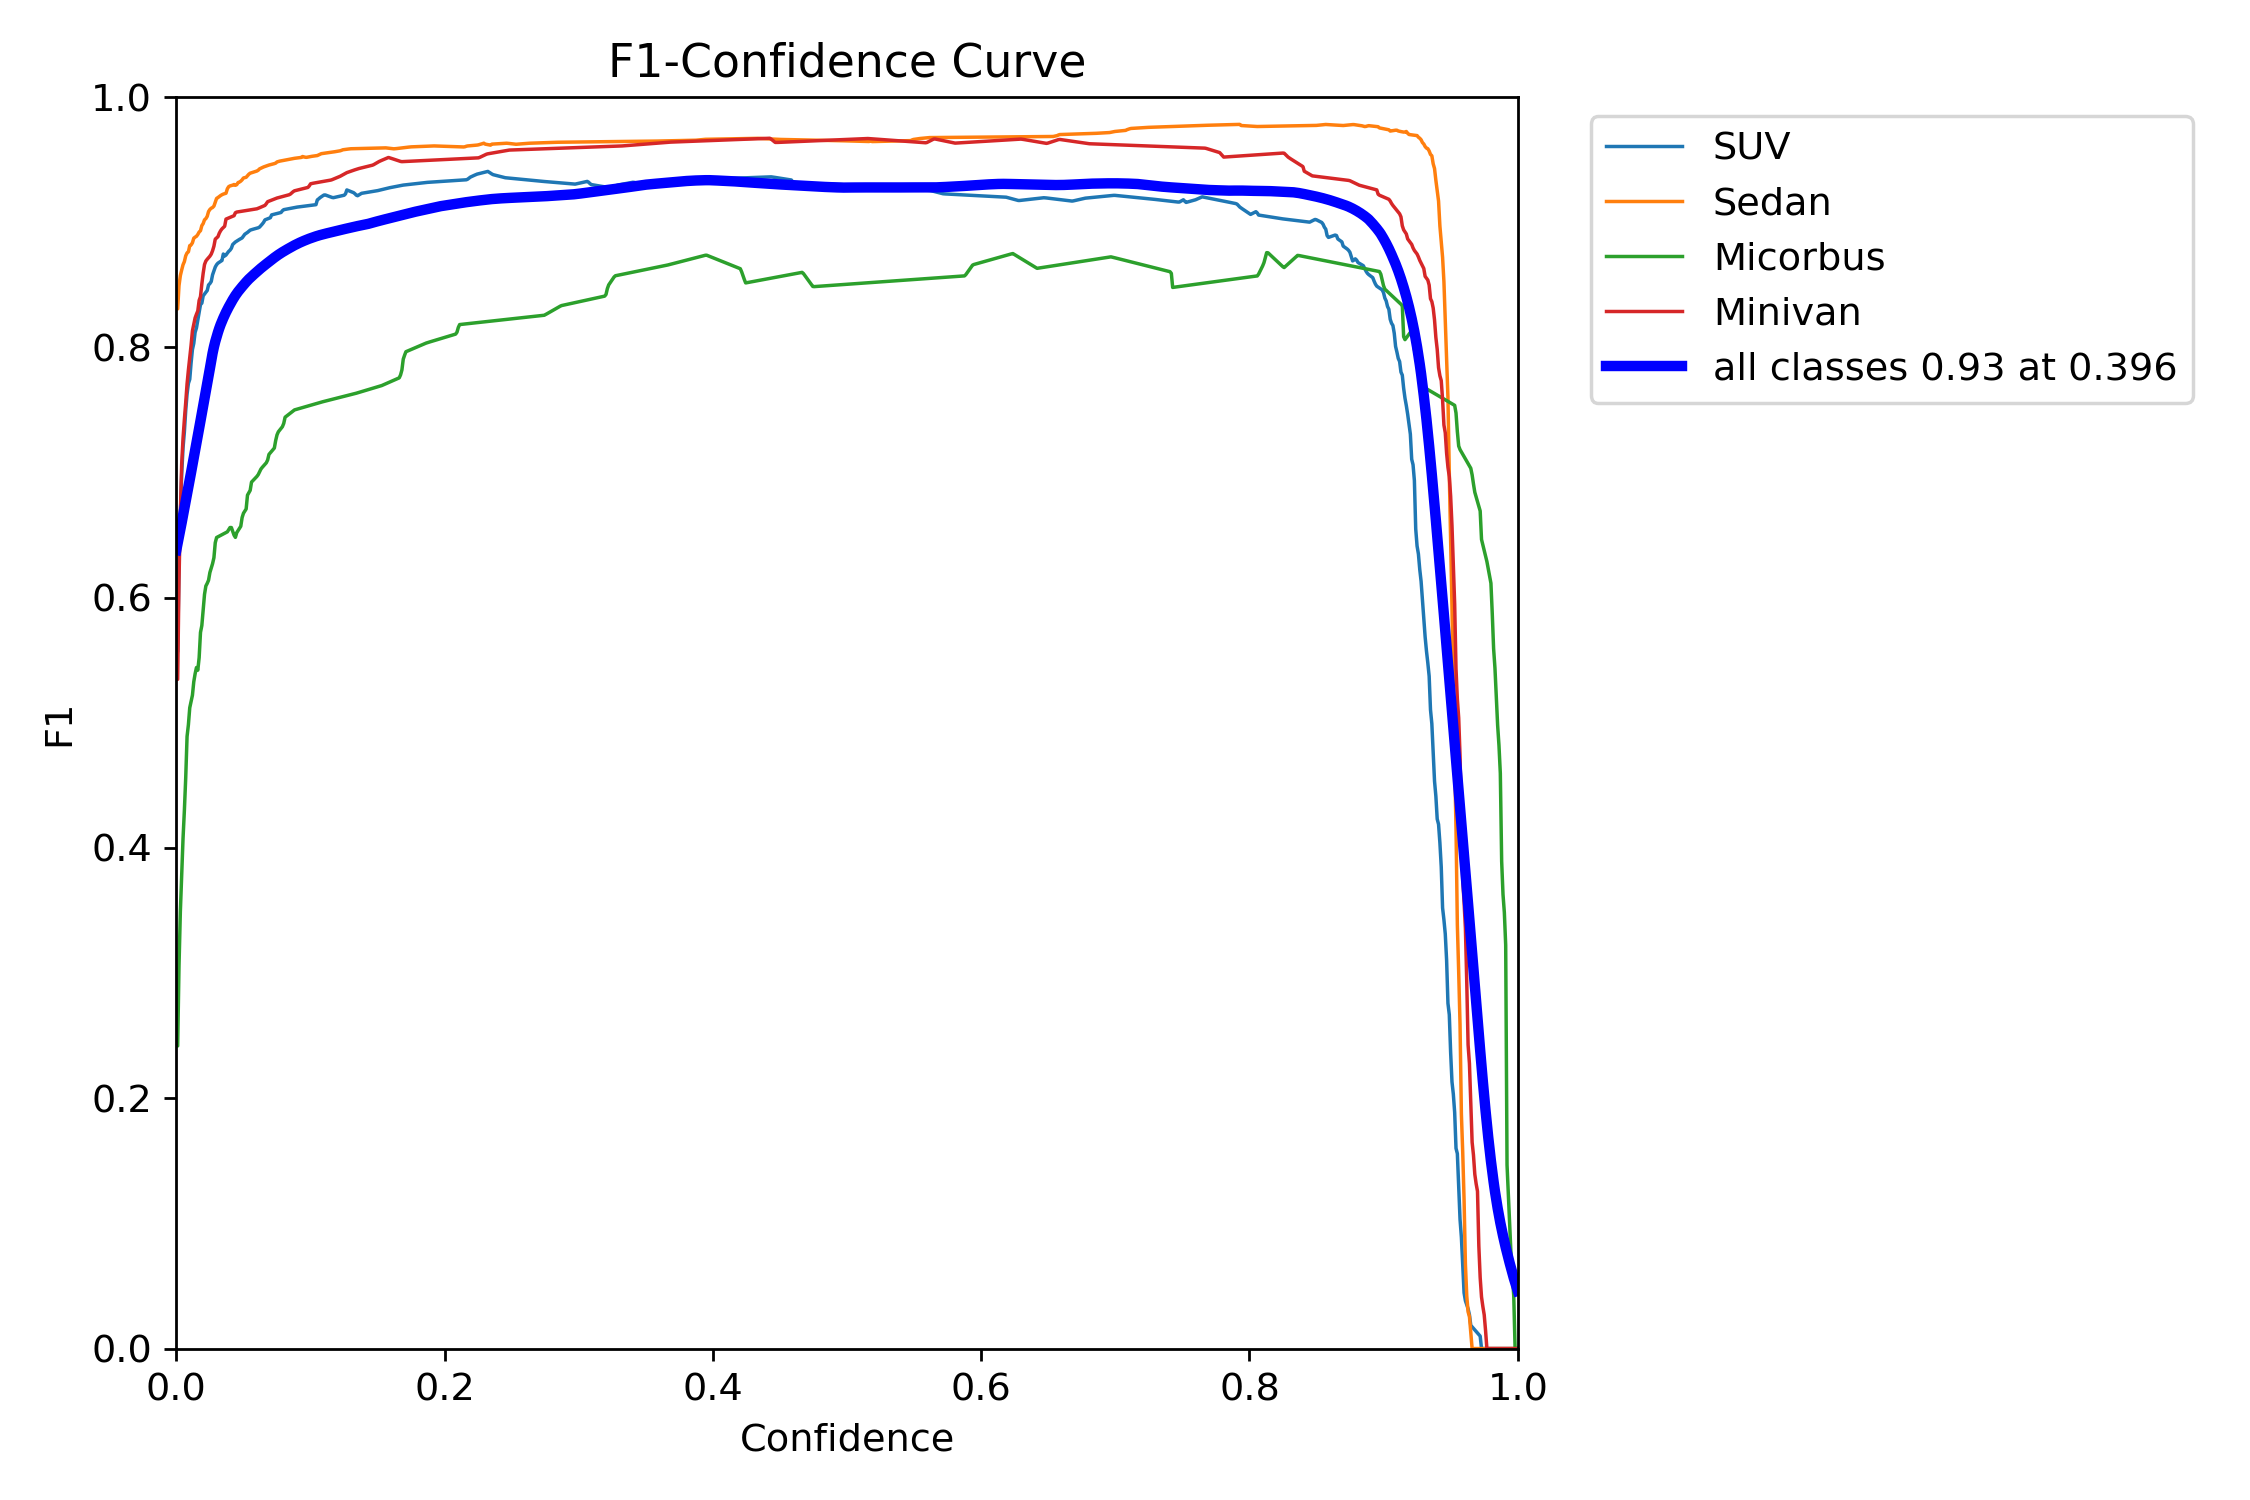 F1-Confidence Curve
1.0
0.8
0.6
0.4
0.2
0.0
F1
0.0 0.2 0.4 0.6 0.8 1.0
Confidence
SUV
Sedan
Micorbus
Minivan
all classes 0.93 at 0.396